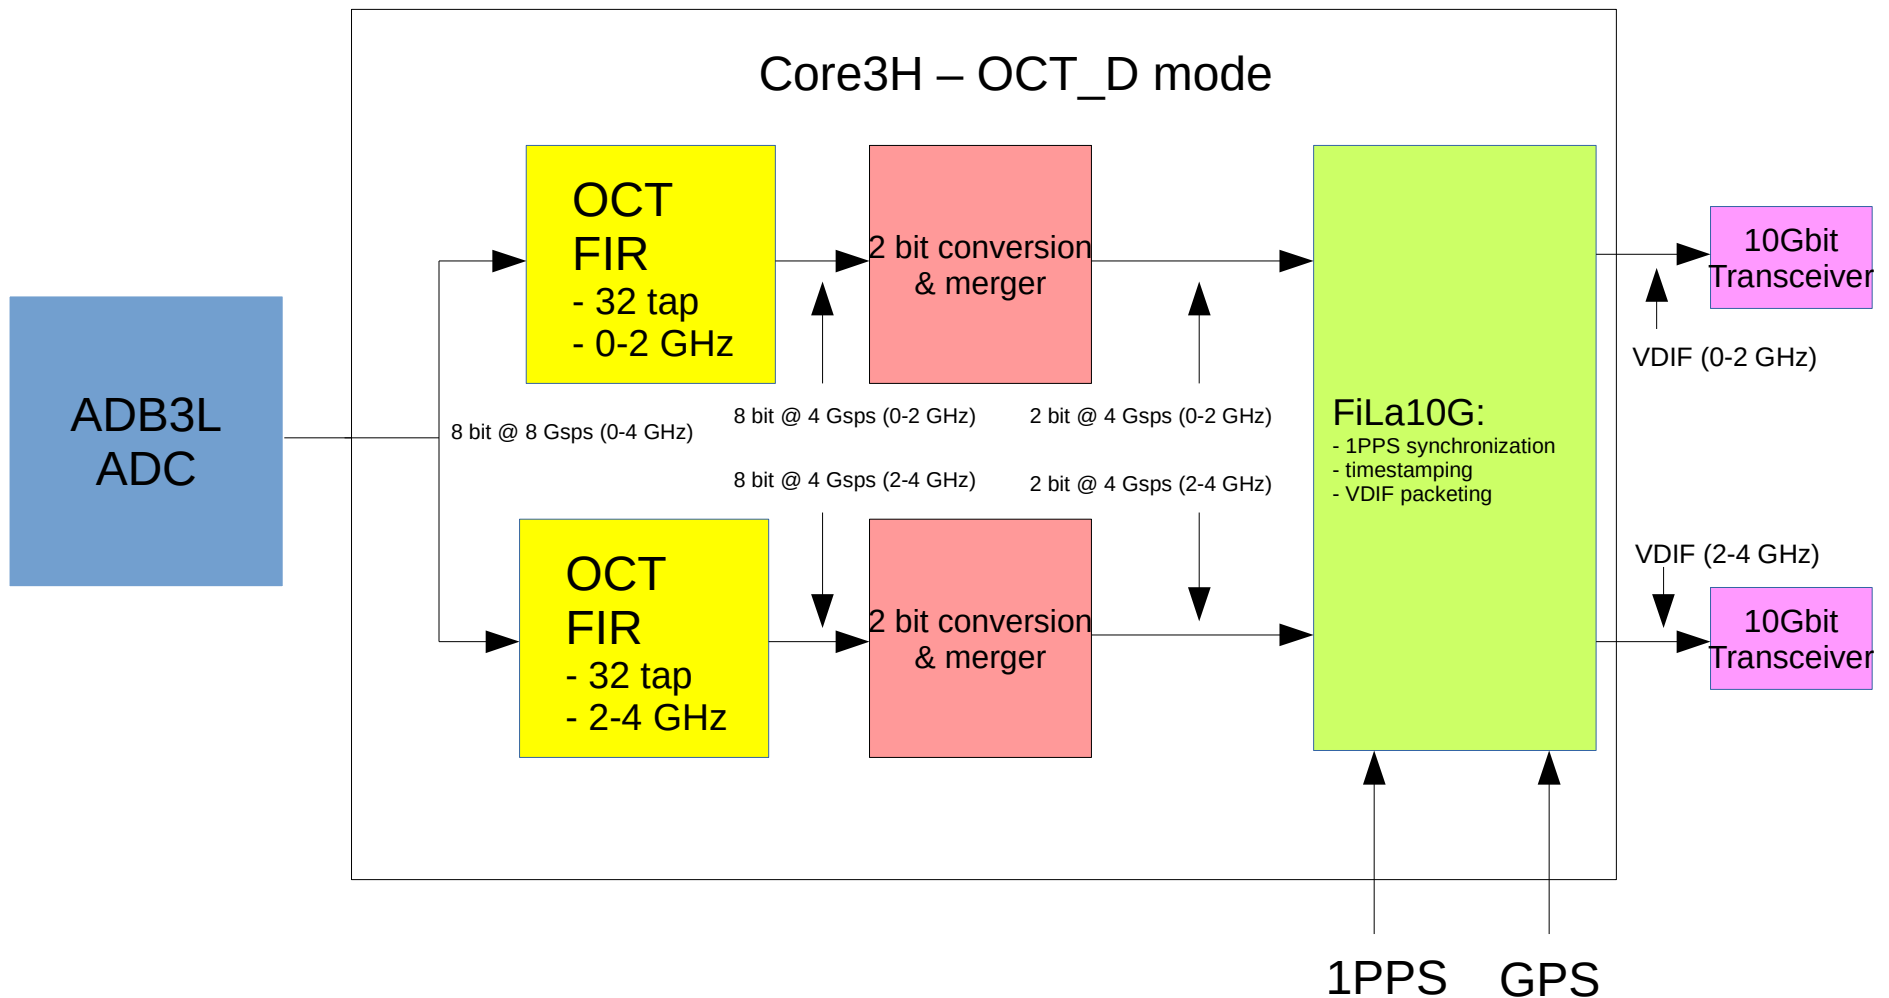 Core3H – OCT_D mode
ADB3L
ADC
8 bit @ 8 Gsps (0-4 GHz)
OCT
FIR
- 32 tap
- 0-2 GHz
2 bit conversion
& merger
8 bit @ 4 Gsps (0-2 GHz)
2 bit @ 4 Gsps (0-2 GHz)
8 bit @ 4 Gsps (2-4 GHz)
2 bit @ 4 Gsps (2-4 GHz)
OCT
FIR
- 32 tap
- 2-4 GHz
2 bit conversion
& merger
FiLa10G:
- 1PPS synchronization
- timestamping
- VDIF packeting
10Gbit
Transceiver
VDIF (0-2 GHz)
VDIF (2-4 GHz)
10Gbit
Transceiver
1PPS
GPS